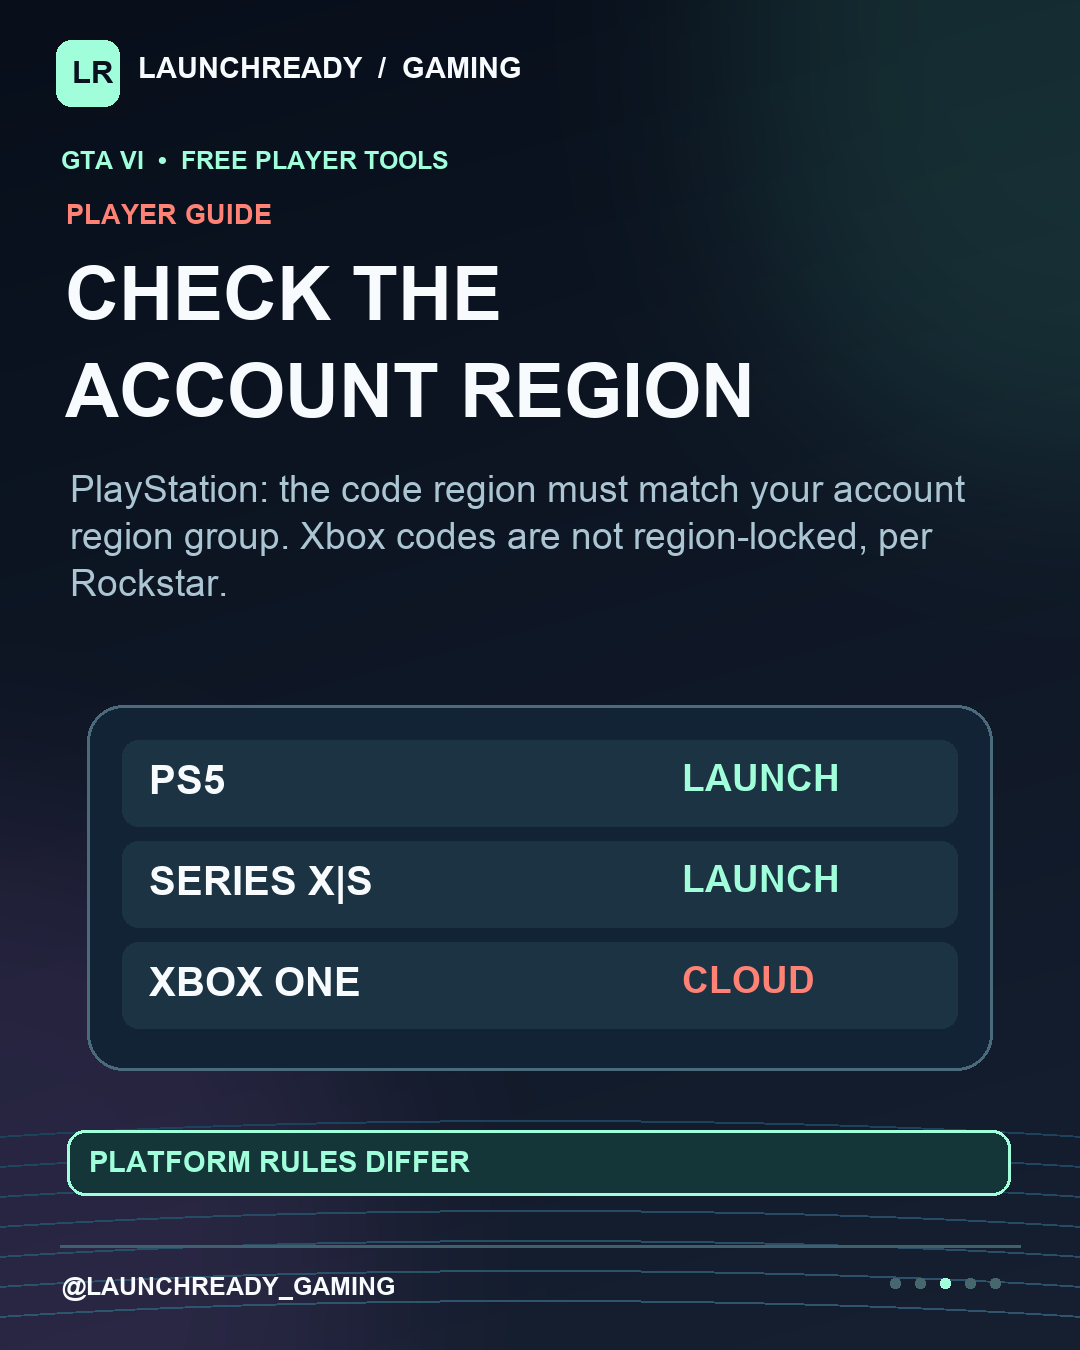 LR LAUNCHREADY / GAMING
GTA VI • FREE PLAYER TOOLS
PLAYER GUIDE
CHECK THE
ACCOUNT REGION
PlayStation: the code region must match your account
region group. Xbox codes are not region-locked, per
Rockstar.
PS5 LAUNCH
SERIES X|S LAUNCH
XBOX ONE CLOUD
PLATFORM RULES DIFFER
@LAUNCHREADY_GAMING